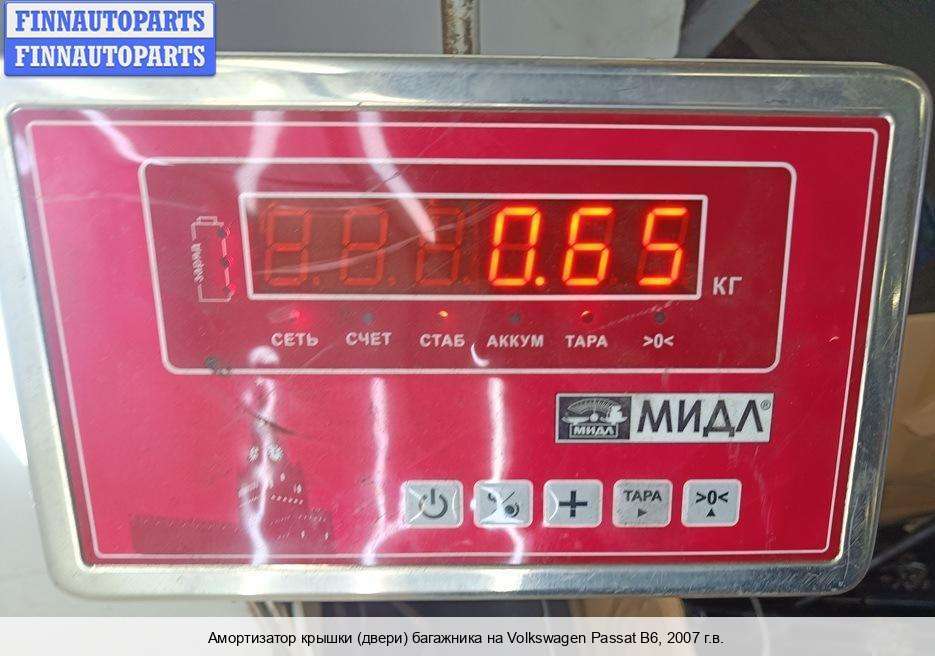 FINNAUTOPARTS
FINNAUTOPARTS
0.65
КГ
СЕТЬ СЧЕТ СТАБ АККУМ ТАРА >0<
МИДЛ МИДЛ®
ТАРА >0<
Амортизатор крышки (двери) багажника на Volkswagen Passat B6, 2007 г.в.